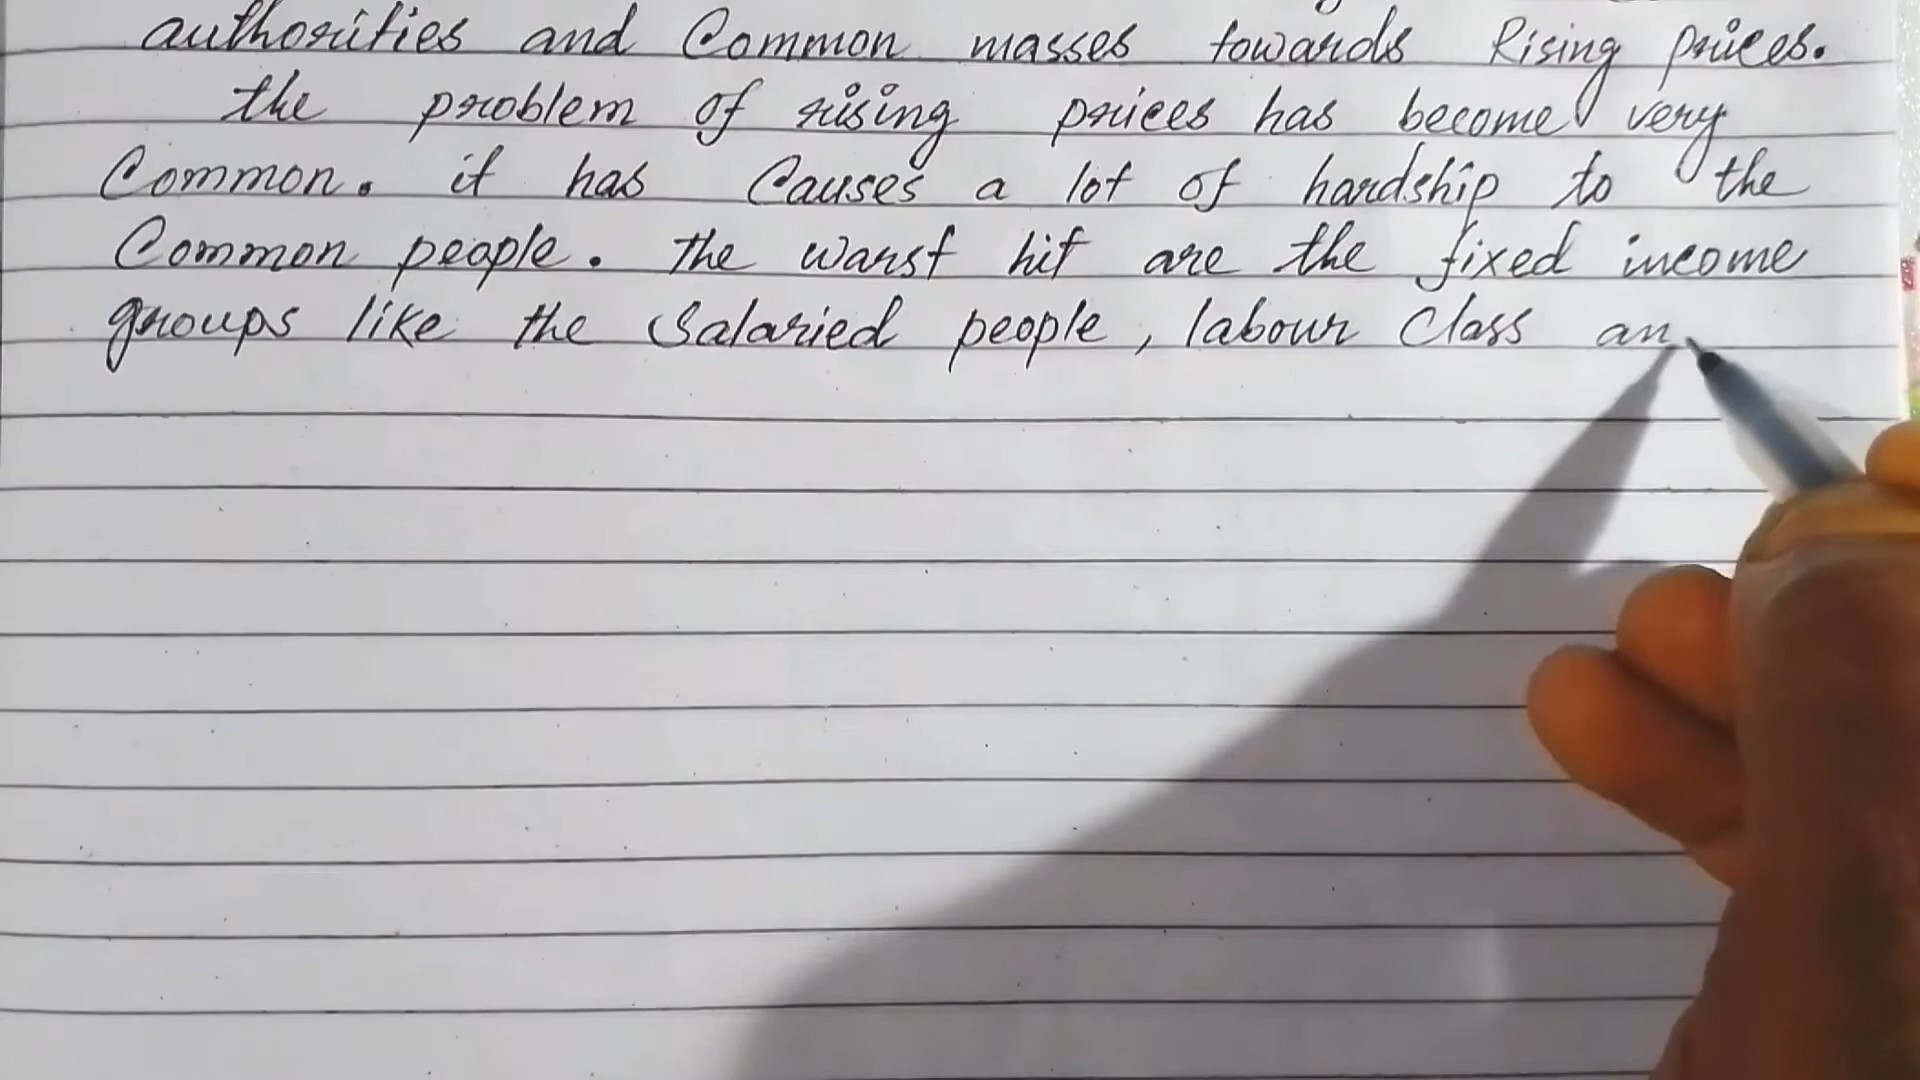 authorities and Common masses towards Rising prices.
the problem of rising prices has become very
Common. it has Causes a lot of hardship to the
Common people. The warst hit are the fixed income
groups like the Salaried people, labour Class an